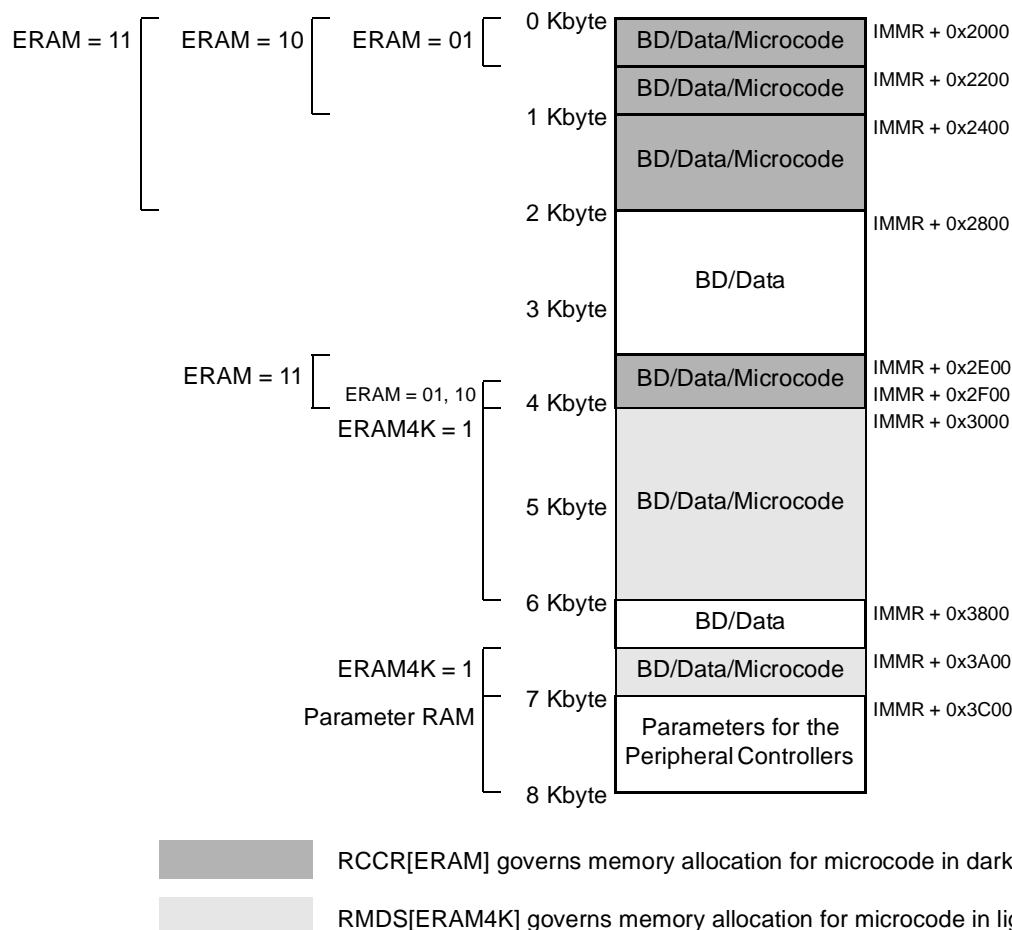 ERAM = 11
ERAM = 10
ERAM = 01
0 Kbyte
BD/Data/Microcode
IMMR + 0x2000
BD/Data/Microcode
IMMR + 0x2200
1 Kbyte
IMMR + 0x2400
BD/Data/Microcode
2 Kbyte
IMMR + 0x2800
BD/Data
3 Kbyte
ERAM = 11
BD/Data/Microcode
IMMR + 0x2E00
ERAM = 01, 10
IMMR + 0x2F00
4 Kbyte
ERAM4K = 1
IMMR + 0x3000
5 Kbyte
BD/Data/Microcode
6 Kbyte
BD/Data
IMMR + 0x3800
ERAM4K = 1
BD/Data/Microcode
IMMR + 0x3A00
7 Kbyte
Parameter RAM
IMMR + 0x3C00
Parameters for the
Peripheral Controllers
8 Kbyte
RCCR[ERAM] governs memory allocation for microcode in dark
RMDS[ERAM4K] governs memory allocation for microcode in lig